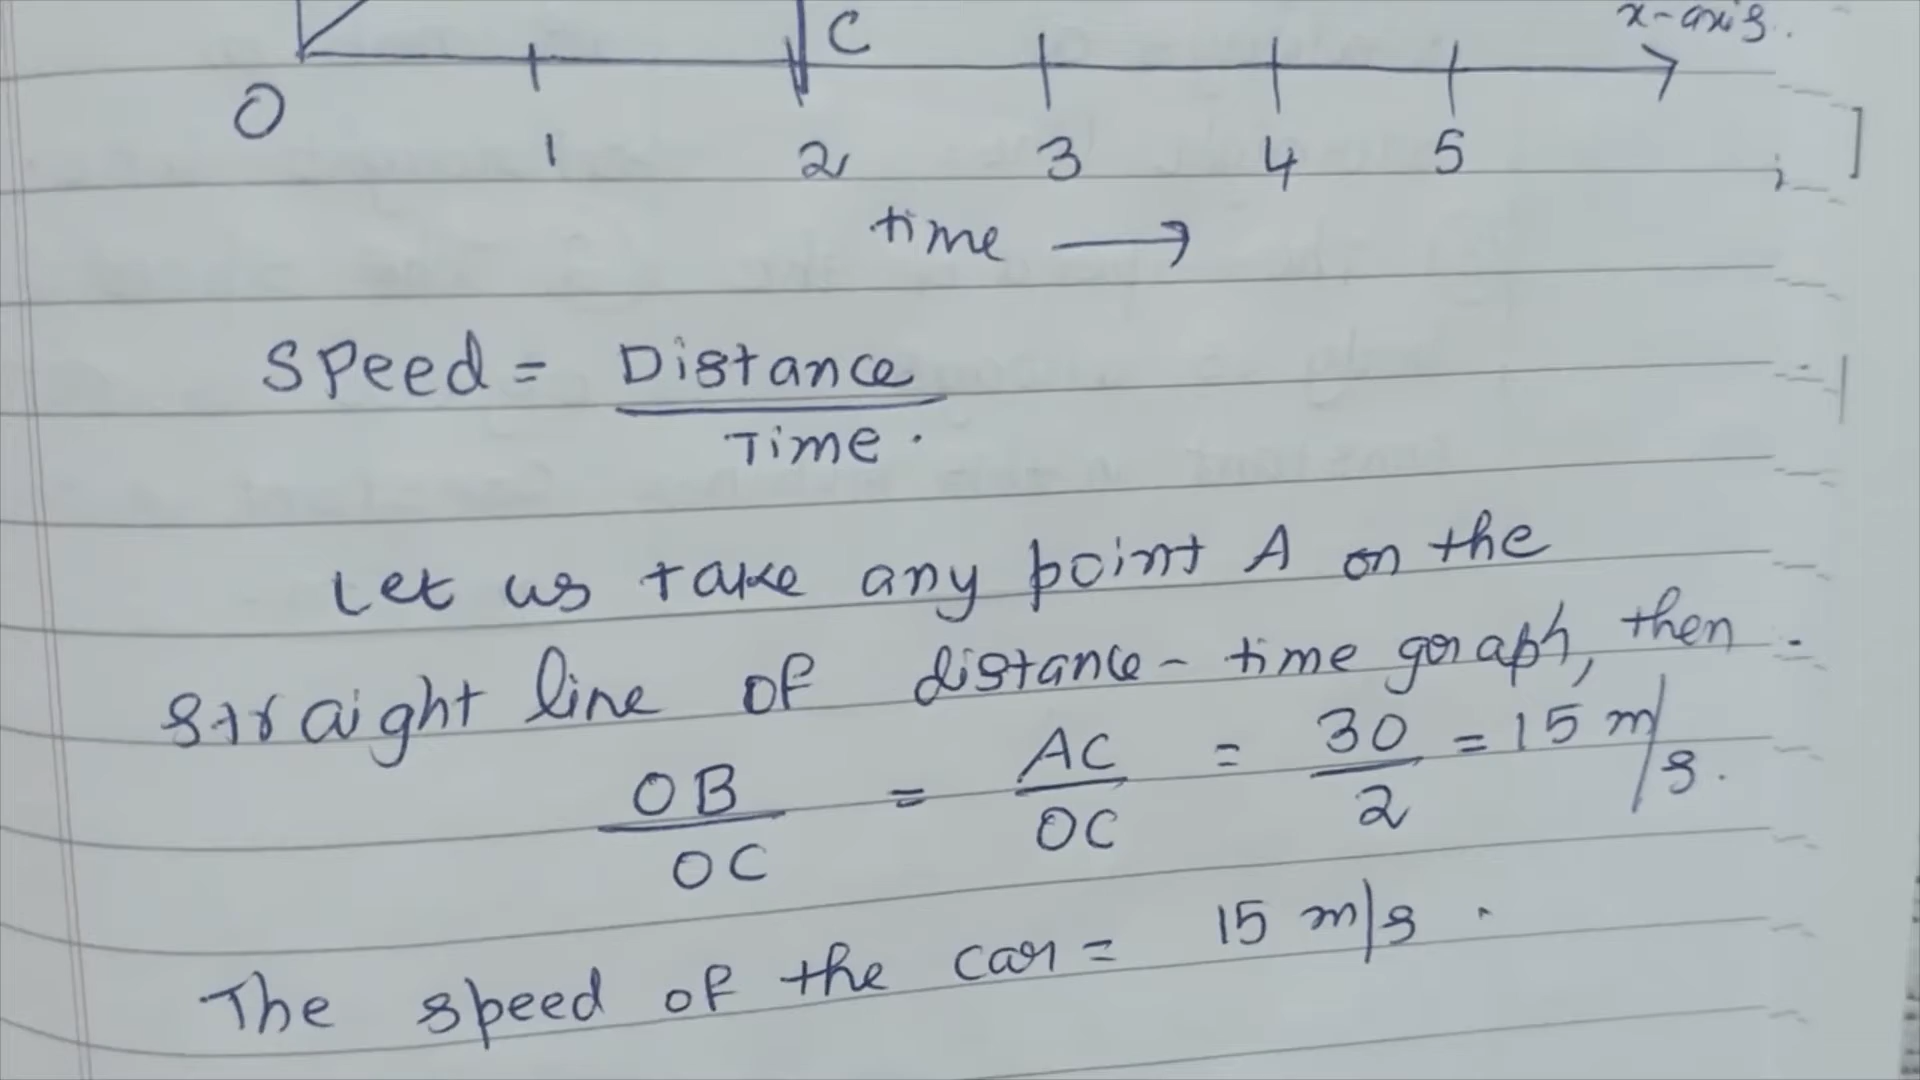 x-axis.
C
O 1 2 3 4 5
time →
Speed = Distance
Time.
Let us take any point A on the
straight line of distance - time graph, then
OB/OC = AC/OC = 30/2 = 15 m/s.
The speed of the car = 15 m/s.